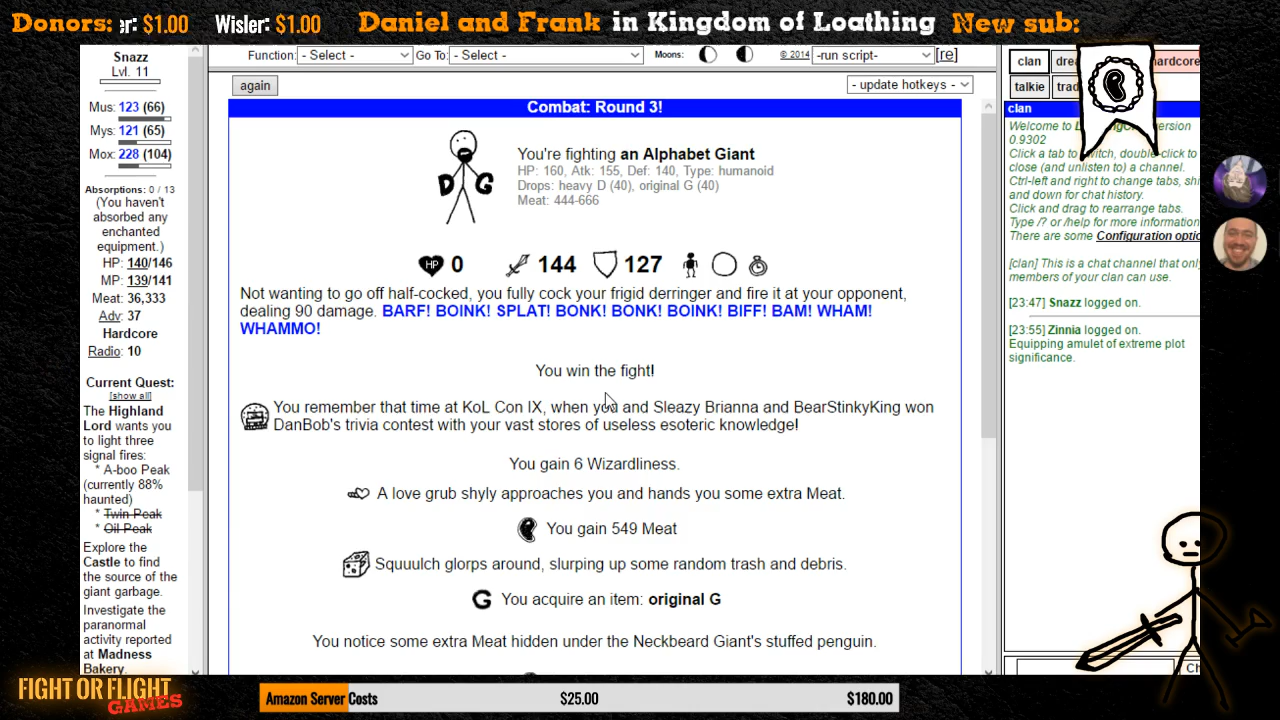 Donors: r: $1.00 Wisler: $1.00 Daniel and Frank in Kingdom of Loathing New sub:
Snazz
Lvl. 11
Mus: 123 (66)
Mys: 121 (65)
Mox: 228 (104)
Absorptions: 0 / 13
(You haven't
absorbed any
enchanted
equipment.)
HP: 140/146
MP: 139/141
Meat: 36,333
Adv: 37
Hardcore
Radio: 10
Current Quest:
[show all]
The Highland
Lord wants you
to light three
signal fires:
* A-boo Peak
(currently 88%
haunted)
* Twin Peak
* Oil Peak
Explore the
Castle to find
the source of the
giant garbage.
Investigate the
paranormal
activity reported
at Madness
Bakery.
Function: - Select - Go To: - Select - Moons: © 2014 -run script- [re]
again - update hotkeys -
Combat: Round 3!
D G
You're fighting an Alphabet Giant
HP: 160, Atk: 155, Def: 140, Type: humanoid
Drops: heavy D (40), original G (40)
Meat: 444-666
HP 0 144 127
Not wanting to go off half-cocked, you fully cock your frigid derringer and fire it at your opponent,
dealing 90 damage. BARF! BOINK! SPLAT! BONK! BONK! BOINK! BIFF! BAM! WHAM!
WHAMMO!
You win the fight!
You remember that time at KoL Con IX, when you and Sleazy Brianna and BearStinkyKing won
DanBob's trivia contest with your vast stores of useless esoteric knowledge!
You gain 6 Wizardliness.
A love grub shyly approaches you and hands you some extra Meat.
You gain 549 Meat
Squuulch glorps around, slurping up some random trash and debris.
G You acquire an item: original G
You notice some extra Meat hidden under the Neckbeard Giant's stuffed penguin.
clan drea ardcore
talkie trad
clan
Welcome to L ng ersion
0.9302
Click a tab to witch, double-click to
close (and unlisten to) a channel.
Ctrl-left and right to change tabs, shi
and down for chat history.
Click and drag to rearrange tabs.
Type /? or /help for more information
There are some Configuration optio
[clan] This is a chat channel that only
members of your clan can use.
[23:47] Snazz logged on.
[23:55] Zinnia logged on.
Equipping amulet of extreme plot
significance.
Ch
FIGHT OR FLIGHT
GAMES
Amazon Server Costs $25.00 $180.00